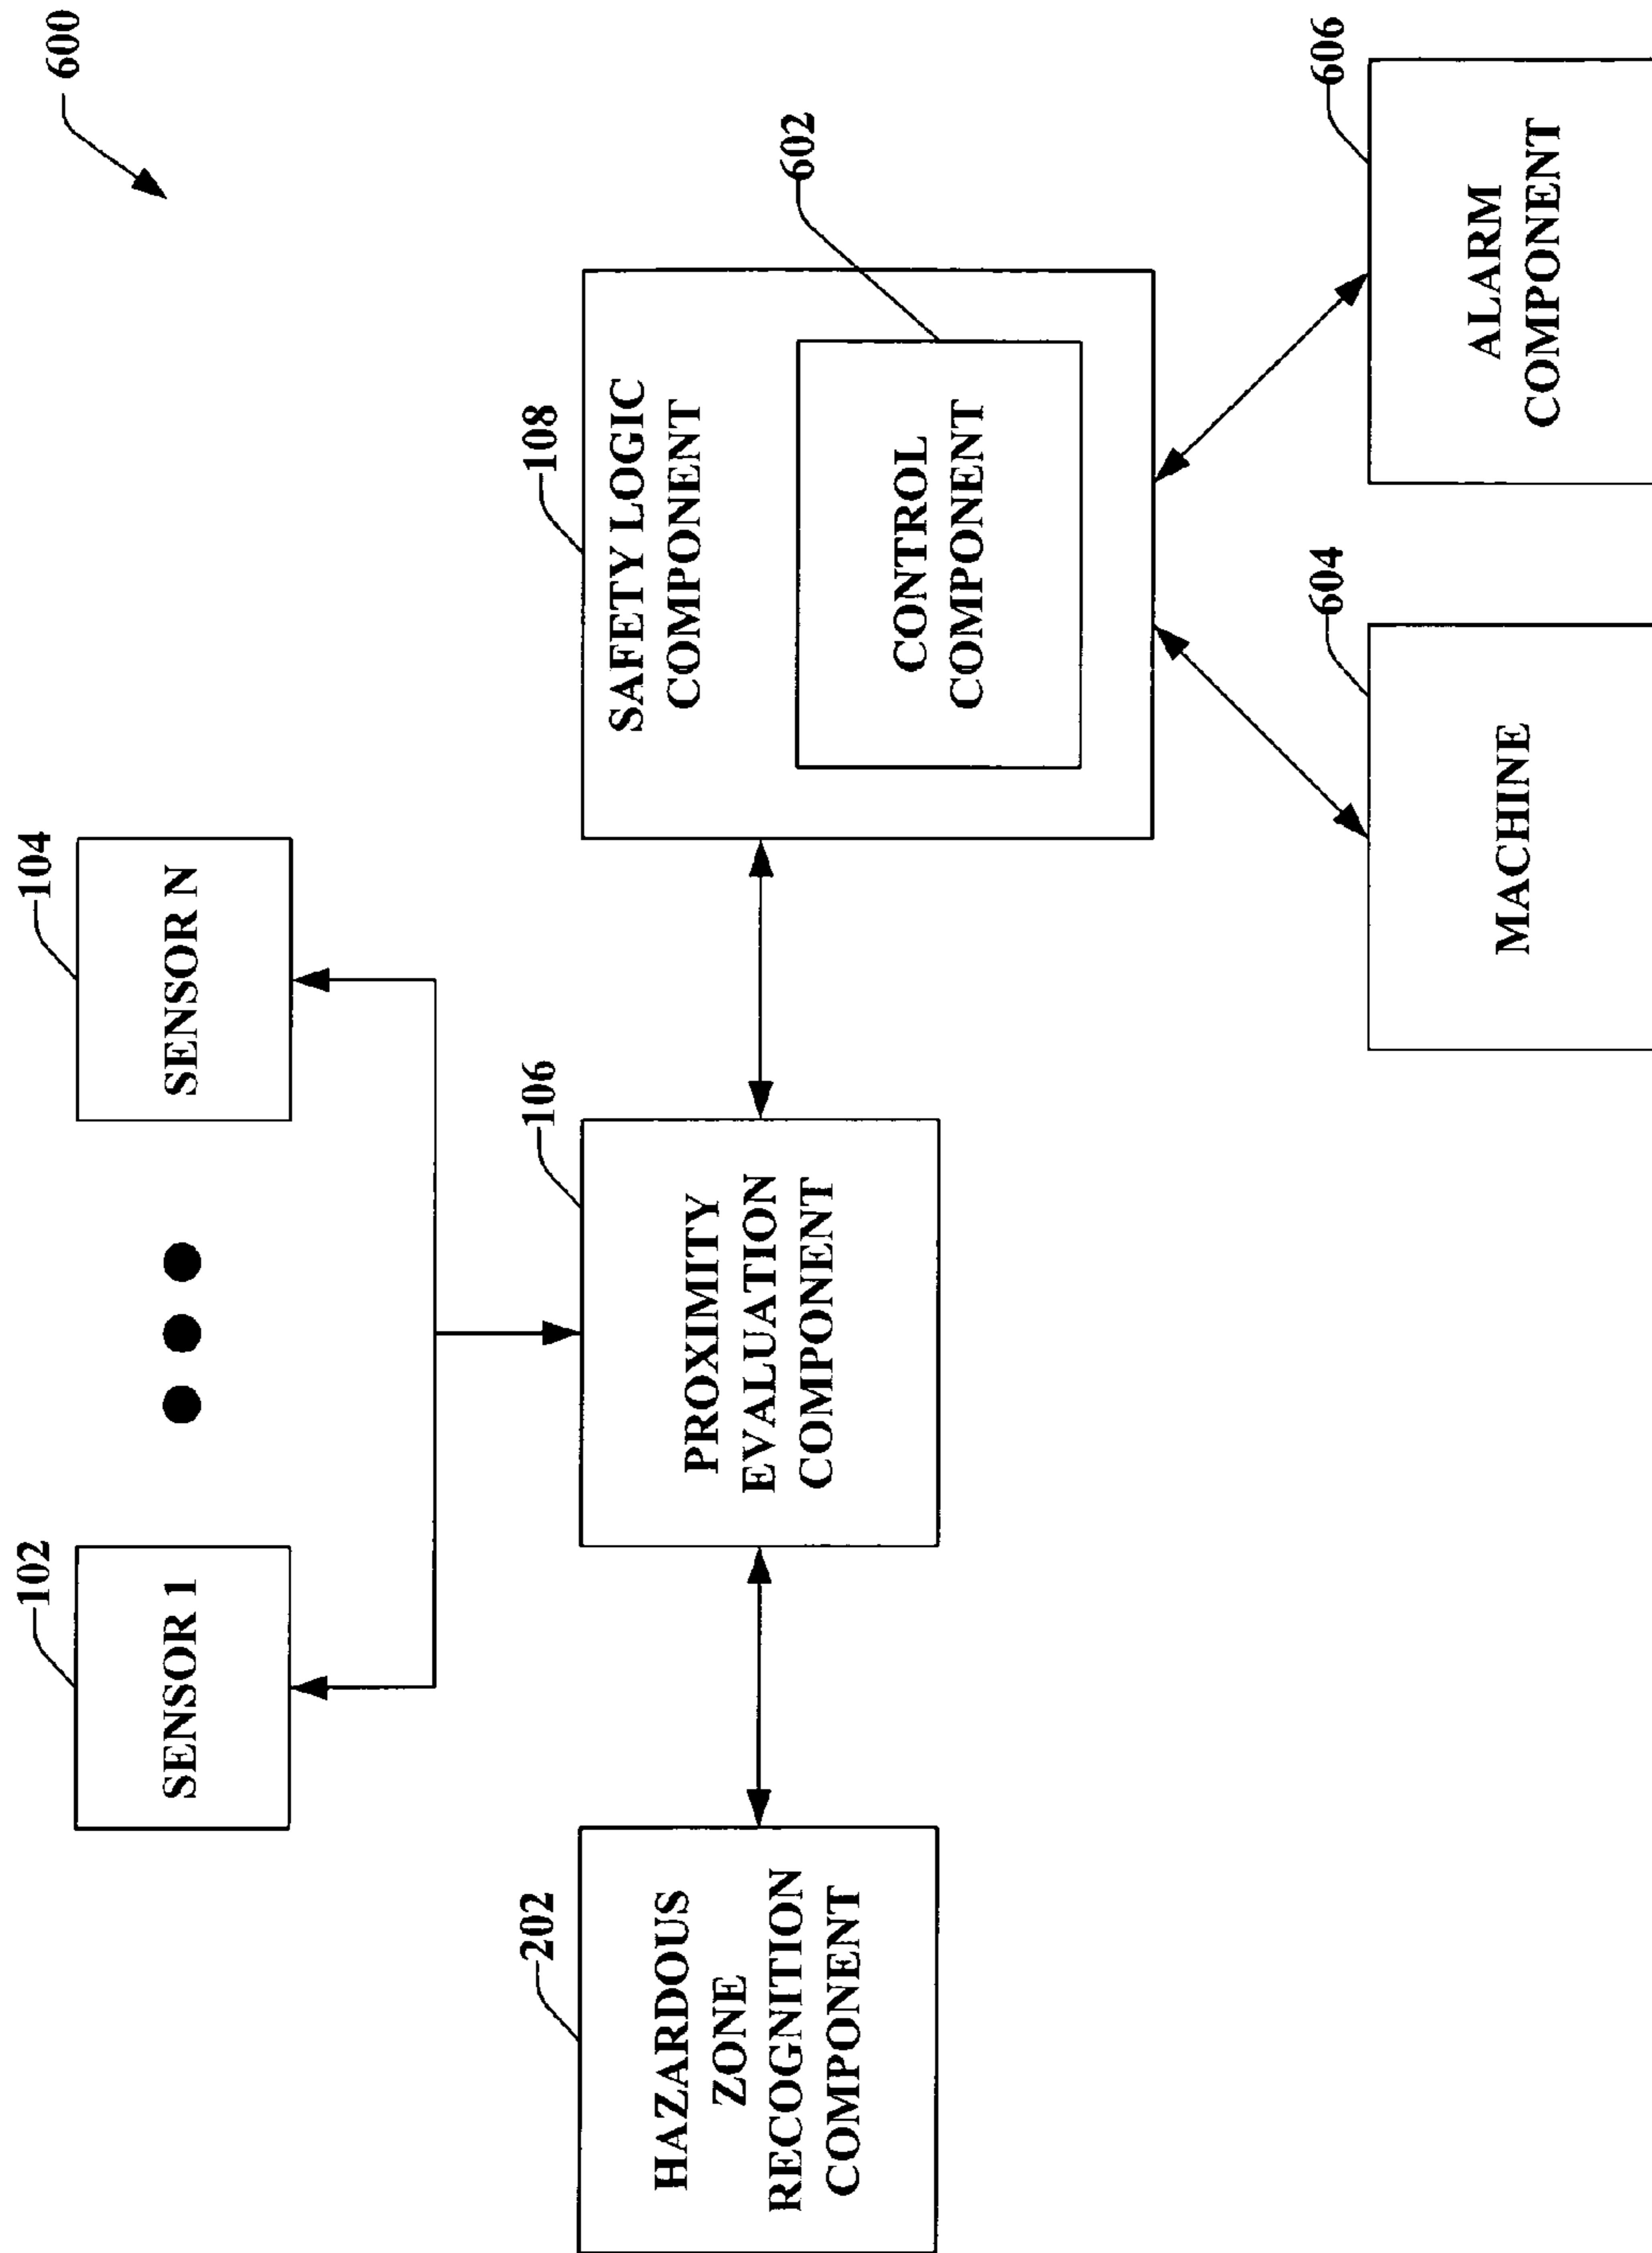 600
102
SENSOR 1
104
SENSOR N
202
HAZARDOUS
ZONE
RECOGNITION
COMPONENT
106
PROXIMITY
EVALUATION
COMPONENT
108
SAFETY LOGIC
COMPONENT
602
CONTROL
COMPONENT
604
MACHINE
606
ALARM
COMPONENT